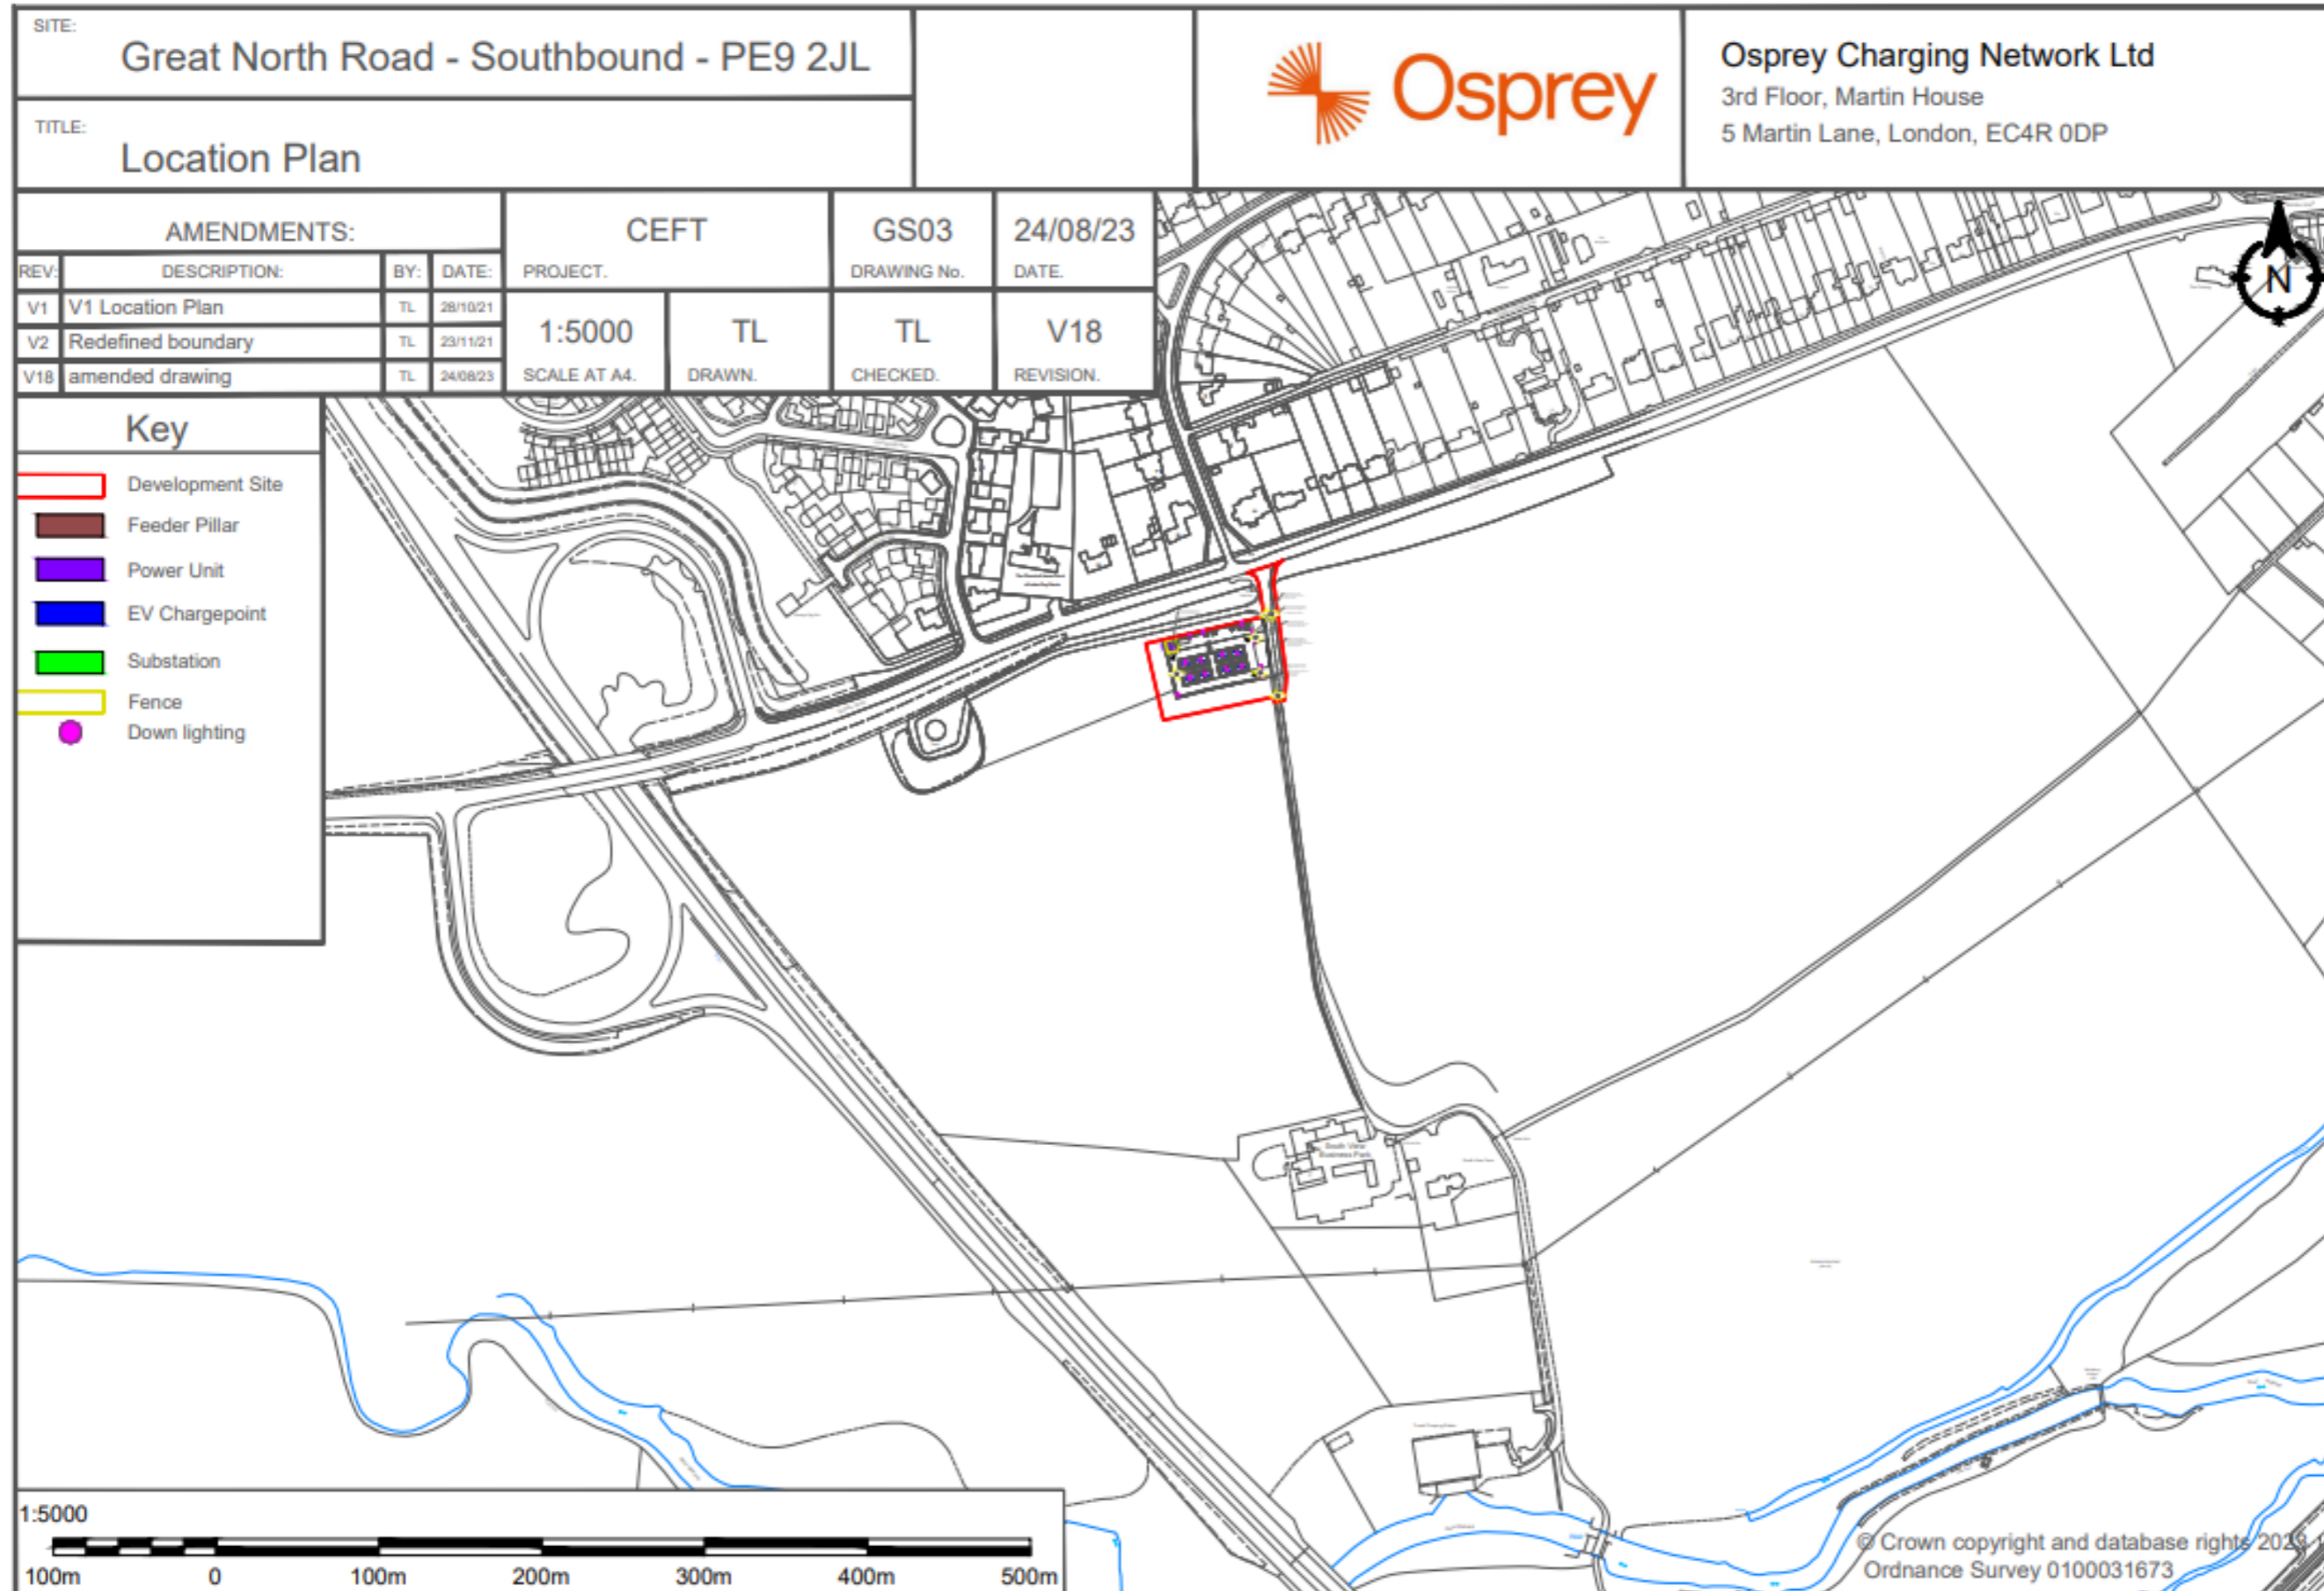 SITE:
Great North Road - Southbound - PE9 2JL
TITLE:
Location Plan
Osprey
Osprey Charging Network Ltd
3rd Floor, Martin House
5 Martin Lane, London, EC4R 0DP
AMENDMENTS:
REV: DESCRIPTION: BY: DATE:
V1 V1 Location Plan TL 28/10/21
V2 Redefined boundary TL 23/11/21
V18 amended drawing TL 24/08/23
CEFT
PROJECT.
GS03
DRAWING No.
24/08/23
DATE.
1:5000
SCALE AT A4.
TL
DRAWN.
TL
CHECKED.
V18
REVISION.
N
Key
Development Site
Feeder Pillar
Power Unit
EV Chargepoint
Substation
Fence
Down lighting
South View
Business Park
1:5000
100m 0 100m 200m 300m 400m 500m
© Crown copyright and database rights 2023
Ordnance Survey 0100031673